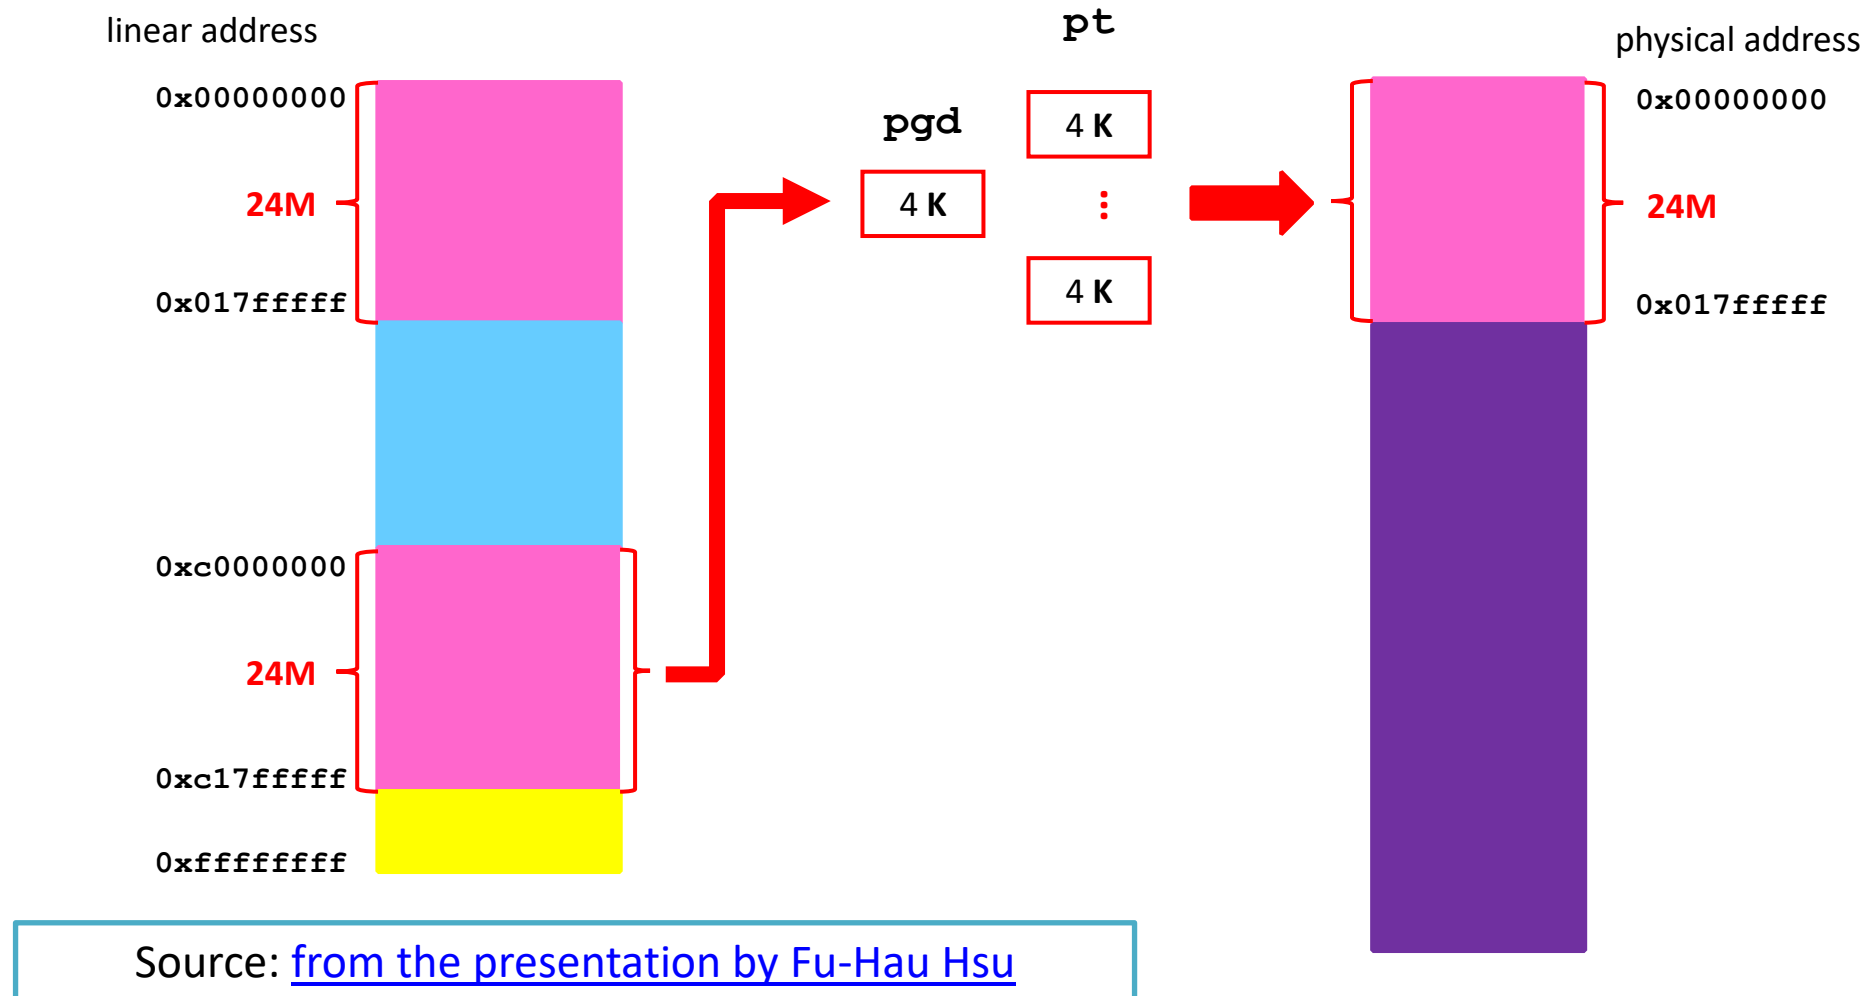 linear address
0x00000000
24M
0x017fffff
0xc0000000
24M
0xc17fffff
0xffffffff
pgd
4 K
pt
4 K
⋮
4 K
physical address
0x00000000
24M
0x017fffff
Source: from the presentation by Fu-Hau Hsu